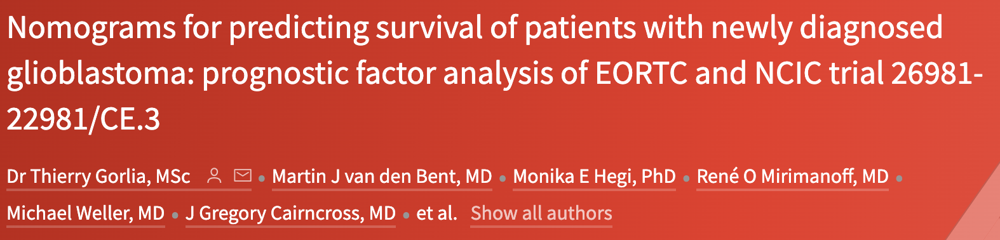 Nomograms for predicting survival of patients with newly diagnosed
glioblastoma: prognostic factor analysis of EORTC and NCIC trial 26981-
22981/CE.3
Dr Thierry Gorlia, MSc • Martin J van den Bent, MD • Monika E Hegi, PhD • René O Mirimanoff, MD •
Michael Weller, MD • J Gregory Cairncross, MD • et al. Show all authors